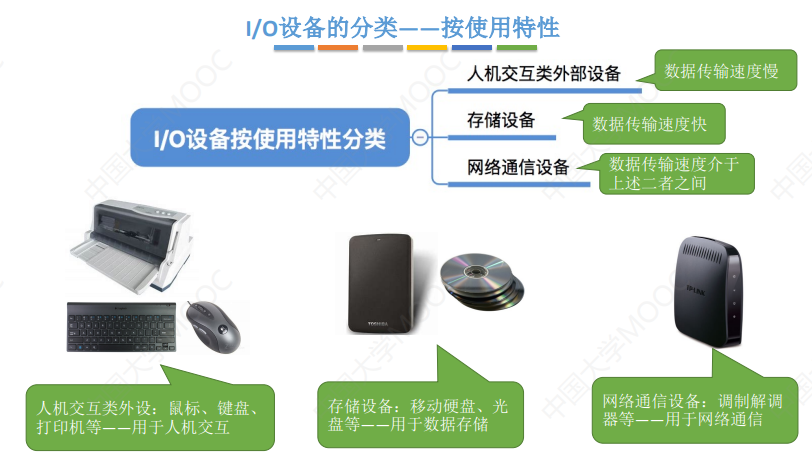 I/O设备的分类——按使用特性
人机交互类外部设备
数据传输速度慢
I/O设备按使用特性分类
存储设备
数据传输速度快
网络通信设备
数据传输速度介于
上述二者之间
TOSHIBA
TP-LINK
人机交互类外设：鼠标、键盘、
打印机等——用于人机交互
存储设备：移动硬盘、光
盘等——用于数据存储
网络通信设备：调制解调
器等——用于网络通信
中国大学MOOC